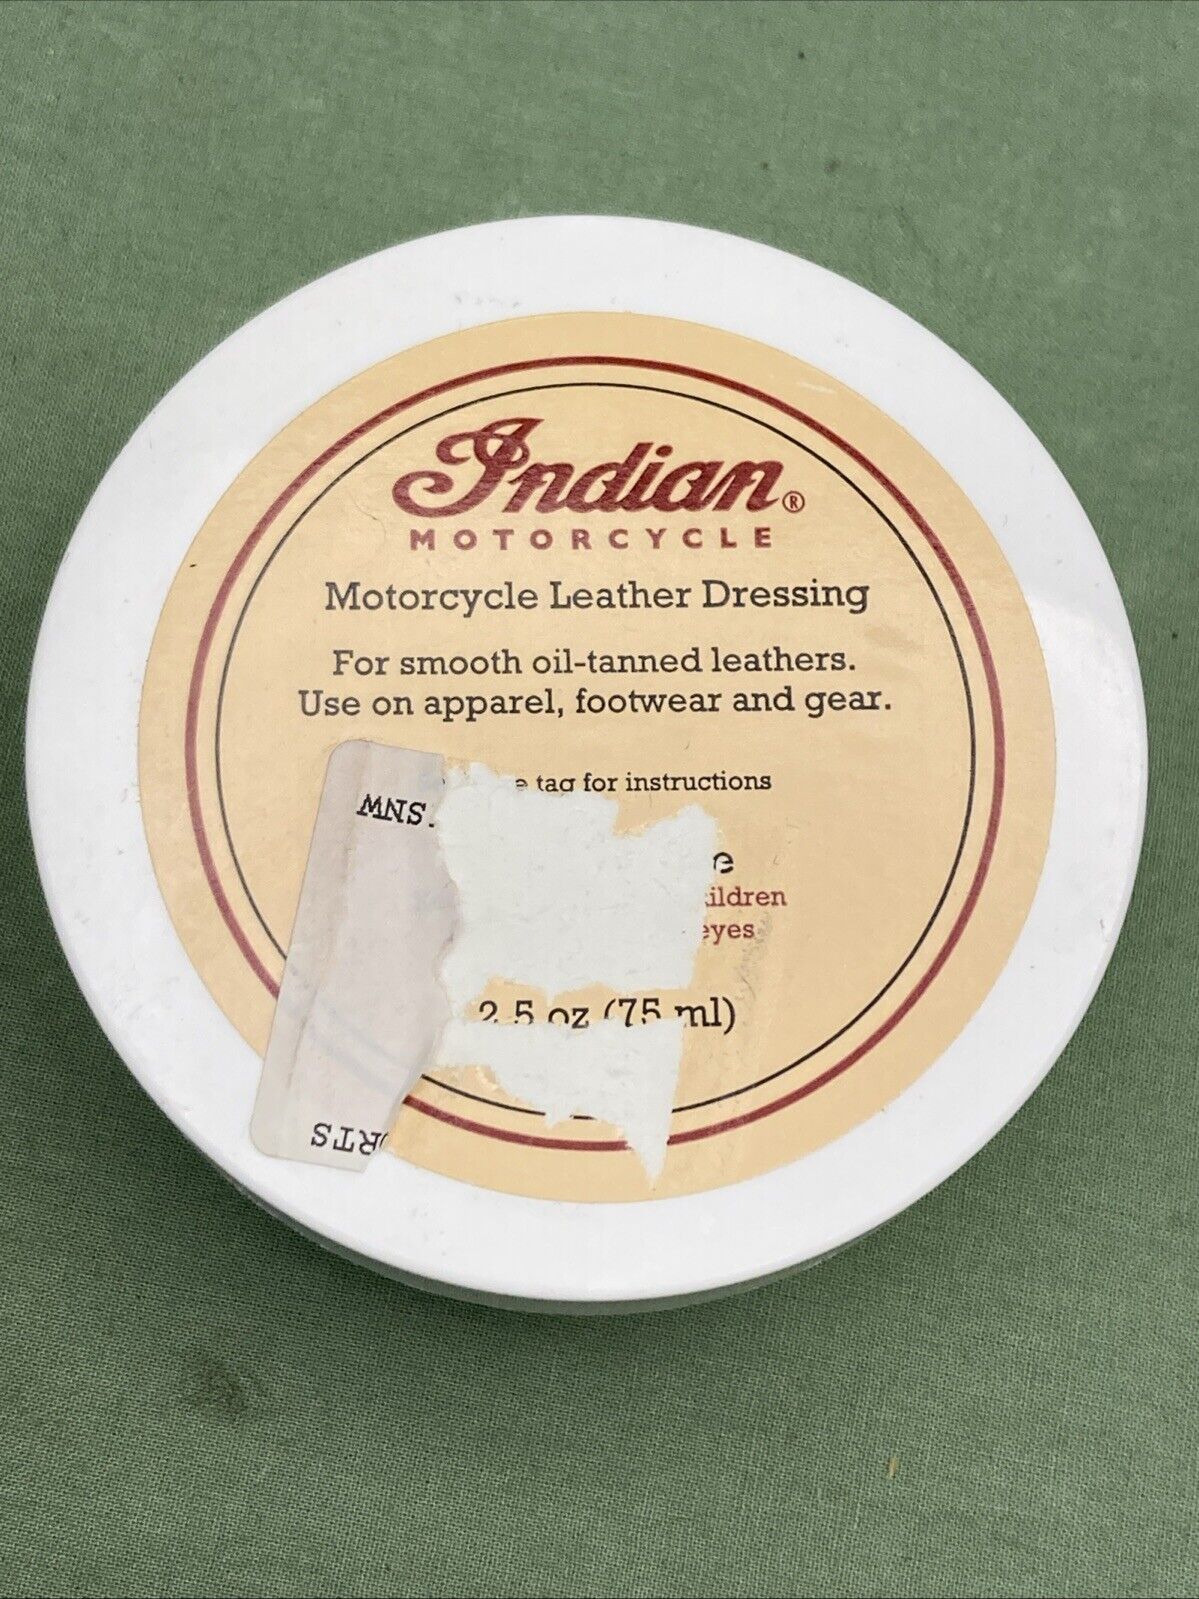 Indian®
MOTORCYCLE
Motorcycle Leather Dressing
For smooth oil-tanned leathers.
Use on apparel, footwear and gear.
tag for instructions
MNS
eyes
2.5 oz (75 ml)
RTS